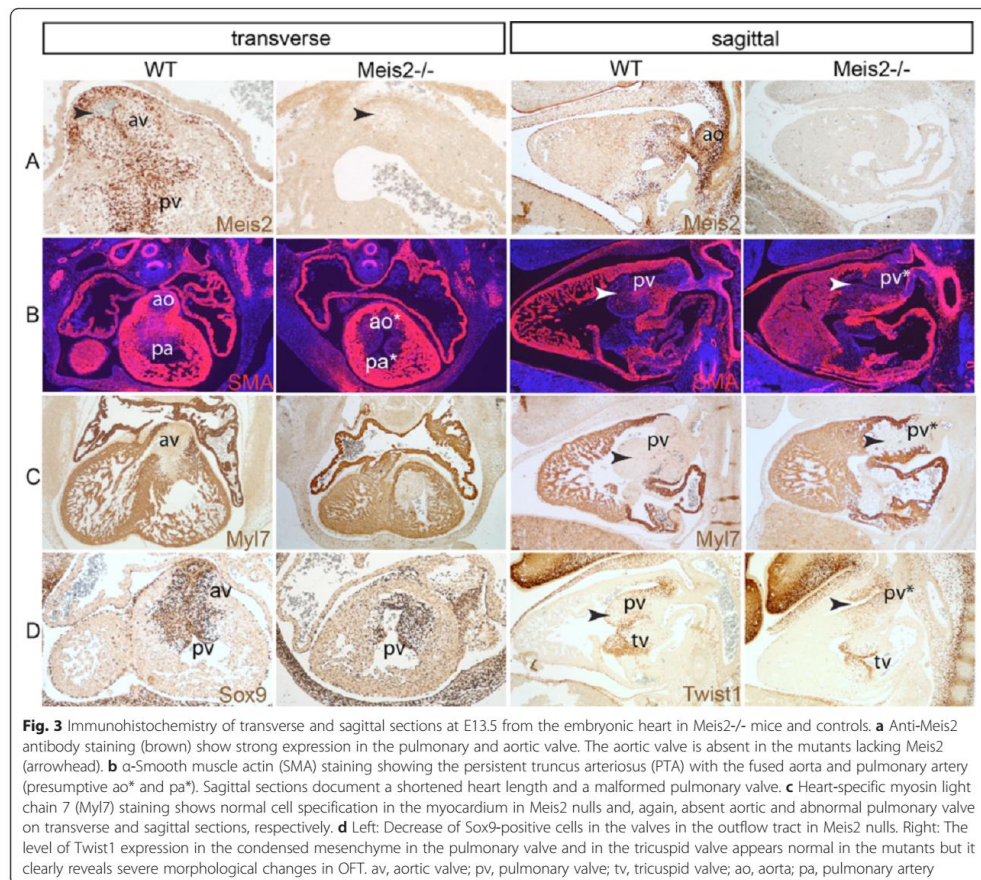 transverse sagittal
WT Meis2-/- WT Meis2-/-
A av pv Meis2 ao Meis2
B ao pa SMA ao* pa* pv SMA pv*
C av Myl7 pv Myl7 pv*
D av pv Sox9 pv pv tv Twist1 pv* tv
Fig. 3 Immunohistochemistry of transverse and sagittal sections at E13.5 from the embryonic heart in Meis2-/- mice and controls. a Anti-Meis2
antibody staining (brown) show strong expression in the pulmonary and aortic valve. The aortic valve is absent in the mutants lacking Meis2
(arrowhead). b α-Smooth muscle actin (SMA) staining showing the persistent truncus arteriosus (PTA) with the fused aorta and pulmonary artery
(presumptive ao* and pa*). Sagittal sections document a shortened heart length and a malformed pulmonary valve. c Heart-specific myosin light
chain 7 (Myl7) staining shows normal cell specification in the myocardium in Meis2 nulls and, again, absent aortic and abnormal pulmonary valve
on transverse and sagittal sections, respectively. d Left: Decrease of Sox9-positive cells in the valves in the outflow tract in Meis2 nulls. Right: The
level of Twist1 expression in the condensed mesenchyme in the pulmonary valve and in the tricuspid valve appears normal in the mutants but it
clearly reveals severe morphological changes in OFT. av, aortic valve; pv, pulmonary valve; tv, tricuspid valve; ao, aorta; pa, pulmonary artery